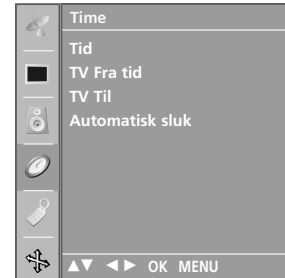 Time
Tid
TV Fra tid
TV Til
Automatisk sluk
▲▼ ◄► OK MENU